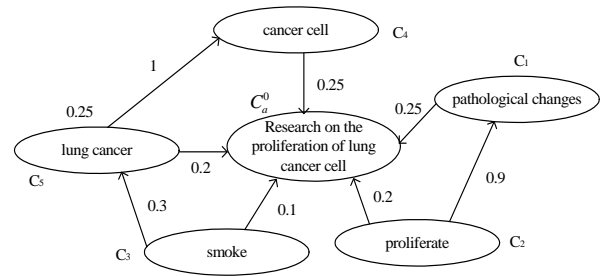 cancer cell
C₄
1
0.25
C₁
Cₐ⁰
pathological changes
0.25
0.25
Research on the
proliferation of lung
cancer cell
lung cancer
0.2
C₅
0.2
0.9
0.3
0.1
C₃
smoke
proliferate
C₂